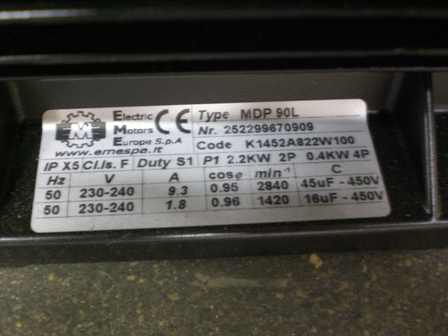 M
Electric
Motors
Europe S.p.A
www.emespa.it
CE
Type MDP 90L
Nr. 252299670909
Code K1452A822W100
IP X5 Cl.Is. F Duty S1 P1 2.2KW 2P 0.4KW 4P
Hz V A cosφ min⁻¹ C
50 230-240 9.3 0.95 2840 45uF - 450V
50 230-240 1.8 0.96 1420 16uF - 450V